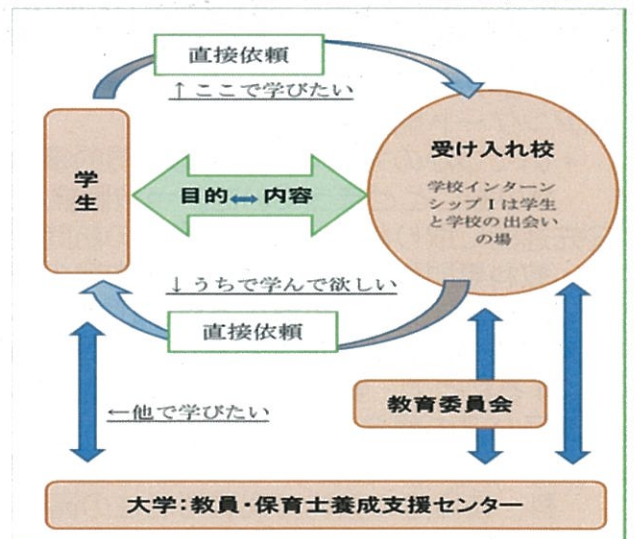 直接依頼
↑ここで学びたい
学
生
目的⇔内容
受け入れ校
学校インターン
シップⅠは学生
と学校の出会い
の場
↓うちで学んで欲しい
直接依頼
←他で学びたい
教育委員会
大学:教員・保育士養成支援センター